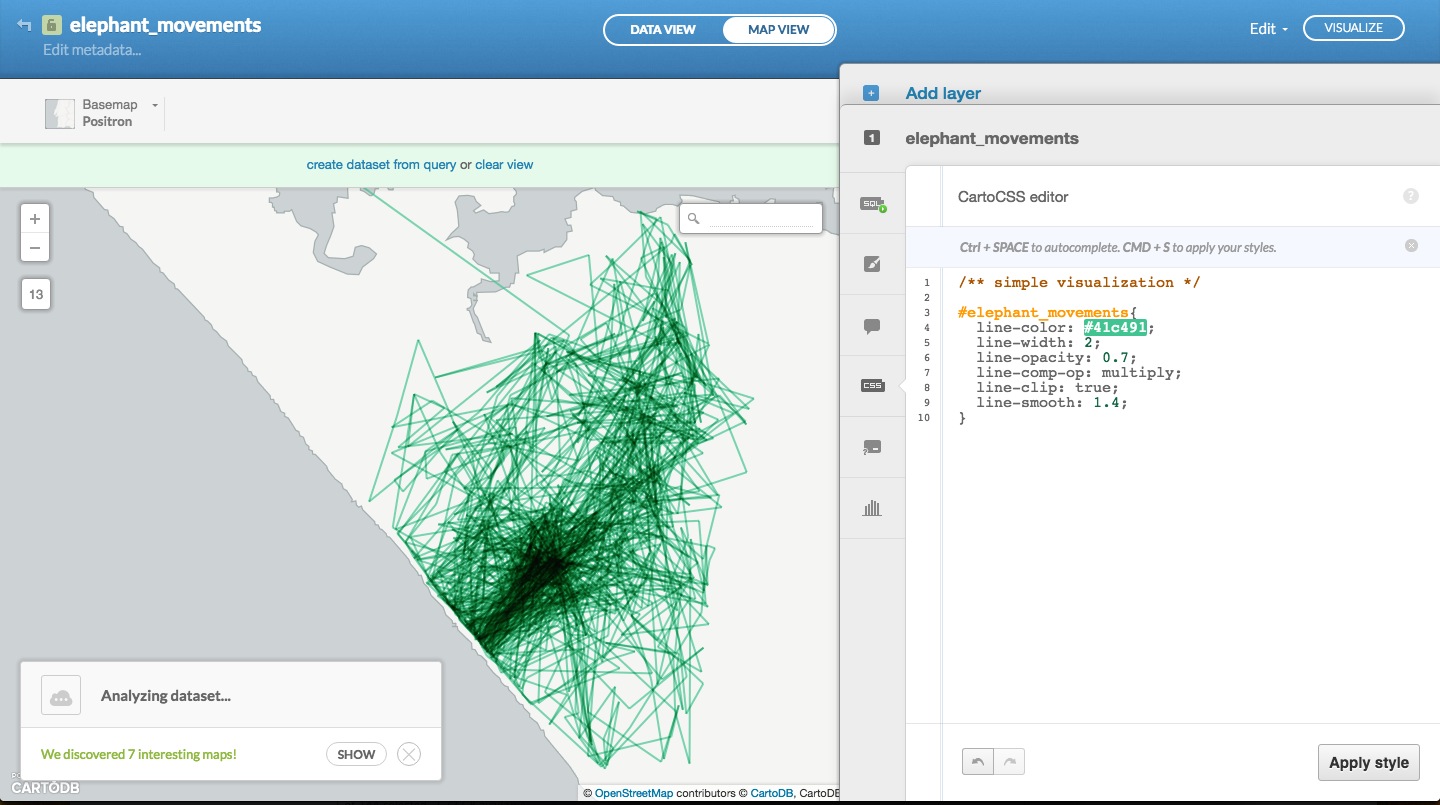 elephant_movements
Edit metadata...
DATA VIEW
MAP VIEW
Edit
VISUALIZE
Basemap
Positron
create dataset from query or clear view
+
−
13
Analyzing dataset...
We discovered 7 interesting maps!
SHOW
CARTODB
© OpenStreetMap contributors © CartoDB, CartoDB
Add layer
1
elephant_movements
SQL
CSS
CartoCSS editor
?
Ctrl + SPACE to autocomplete. CMD + S to apply your styles.
1 /** simple visualization */
2
3 #elephant_movements{
4 line-color: #41c491;
5 line-width: 2;
6 line-opacity: 0.7;
7 line-comp-op: multiply;
8 line-clip: true;
9 line-smooth: 1.4;
10 }
Apply style